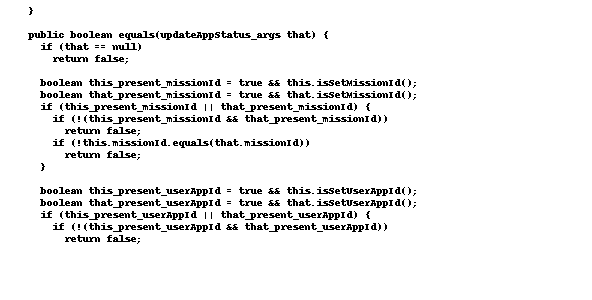 }
public boolean equals(updateAppStatus_args that) {
if (that == null)
return false;
boolean this_present_missionId = true && this.isSetMissionId();
boolean that_present_missionId = true && that.isSetMissionId();
if (this_present_missionId || that_present_missionId) {
if (!(this_present_missionId && that_present_missionId))
return false;
if (!this.missionId.equals(that.missionId))
return false;
}
boolean this_present_userAppId = true && this.isSetUserAppId();
boolean that_present_userAppId = true && that.isSetUserAppId();
if (this_present_userAppId || that_present_userAppId) {
if (!(this_present_userAppId && that_present_userAppId))
return false;